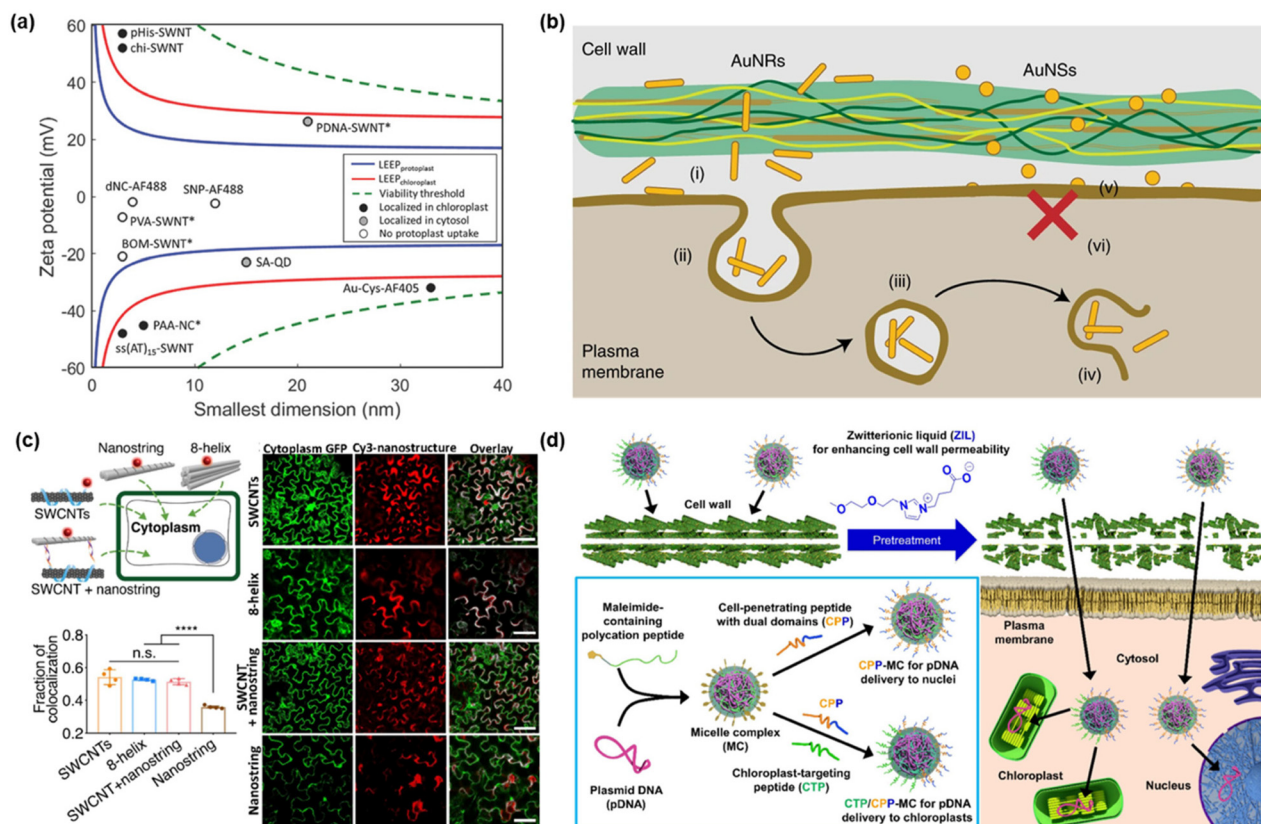 (a)
Zeta potential (mV)
60
40
20
0
-20
-40
-60
pHis-SWNT
chi-SWNT
PDNA-SWNT*
dNC-AF488
SNP-AF488
PVA-SWNT*
BOM-SWNT*
SA-QD
Au-Cys-AF405
PAA-NC*
ss(AT)₁₅-SWNT
LEEPprotoplast
LEEPchloroplast
Viability threshold
Localized in chloroplast
Localized in cytosol
No protoplast uptake
0 10 20 30 40
Smallest dimension (nm)
(b)
Cell wall
AuNRs
AuNSs
(i)
(ii)
(iii)
(iv)
(v)
(vi)
Plasma
membrane
(c)
Nanostring
8-helix
SWCNTs
Cytoplasm
SWCNT + nanostring
Fraction of
colocalization
0.8
0.6
0.4
0.2
n.s.
****
SWCNTs
8-helix
SWCNT+nanostring
Nanostring
Cytoplasm GFP Cy3-nanostructure Overlay
SWCNTs
8-helix
SWCNT
+ nanostring
Nanostring
(d)
Zwitterionic liquid (ZIL)
for enhancing cell wall permeability
Cell wall
O
O
N
N
O
O
Pretreatment
Maleimide-
containing
polycation peptide
Plasmid DNA
(pDNA)
Micelle complex
(MC)
Cell-penetrating peptide
with dual domains (CPP)
CPP
Chloroplast-targeting
peptide (CTP)
CPP-MC for pDNA
delivery to nuclei
CTP/CPP-MC for pDNA
delivery to chloroplasts
Plasma
membrane
Cytosol
Chloroplast
Nucleus